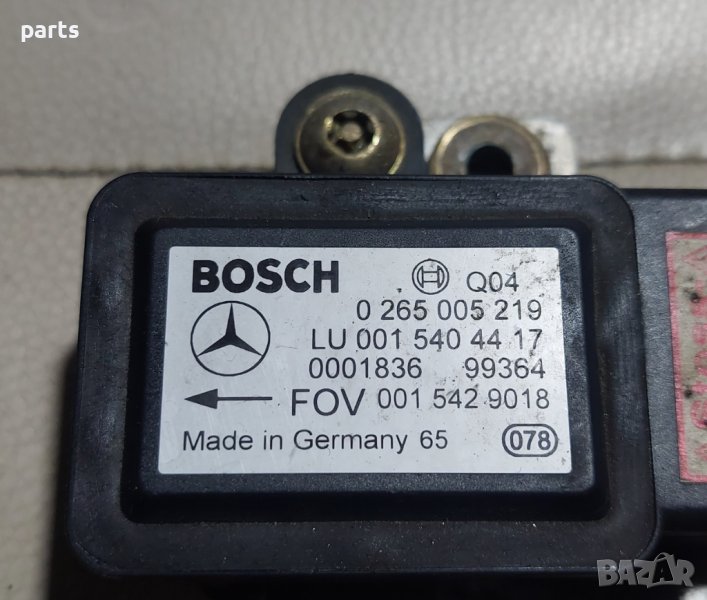 parts
BOSCH Q04
0 265 005 219
LU 001 540 44 17
0001836 99364
FOV 001 542 9018
Made in Germany 65 078
BAZAR